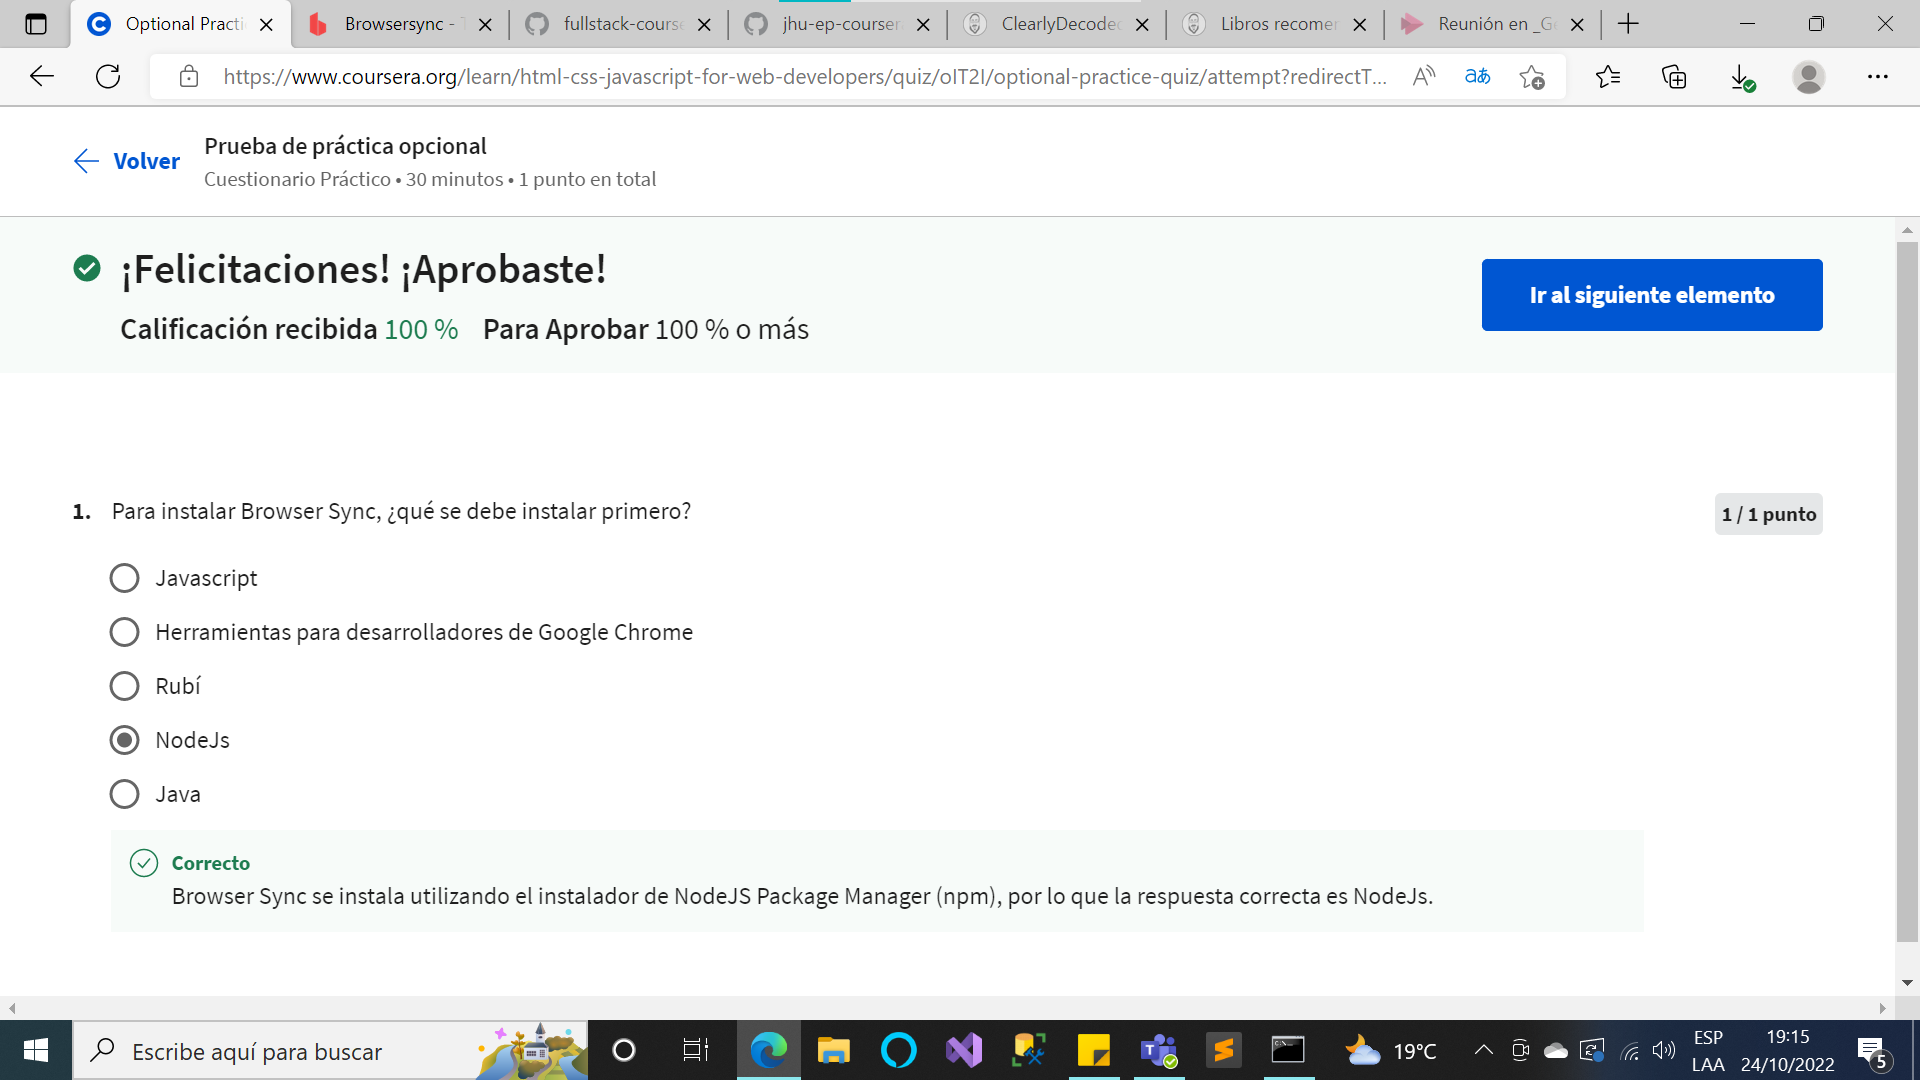 Optional Practi
Browsersync -
fullstack-course
jhu-ep-courser
ClearlyDecoded
Libros recomen
Reunión en _Ge
https://www.coursera.org/learn/html-css-javascript-for-web-developers/quiz/oIT2I/optional-practice-quiz/attempt?redirectT...
Volver
Prueba de práctica opcional
Cuestionario Práctico • 30 minutos • 1 punto en total
¡Felicitaciones! ¡Aprobaste!
Calificación recibida 100 % Para Aprobar 100 % o más
Ir al siguiente elemento
1. Para instalar Browser Sync, ¿qué se debe instalar primero?
1 / 1 punto
Javascript
Herramientas para desarrolladores de Google Chrome
Rubí
NodeJs
Java
Correcto
Browser Sync se instala utilizando el instalador de NodeJS Package Manager (npm), por lo que la respuesta correcta es NodeJs.
Escribe aquí para buscar
19°C
ESP
LAA
19:15
24/10/2022
5